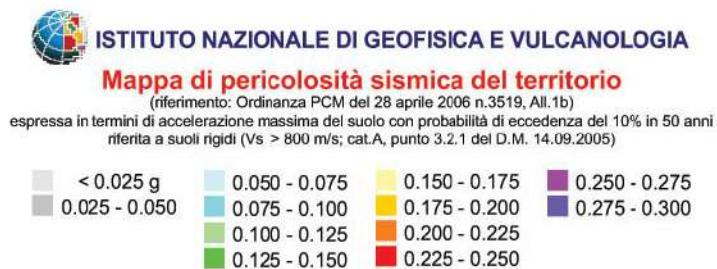 ISTITUTO NAZIONALE DI GEOFISICA E VULCANOLOGIA
Mappa di pericolosità sismica del territorio
(riferimento: Ordinanza PCM del 28 aprile 2006 n.3519, All.1b)
espressa in termini di accelerazione massima del suolo con probabilità di eccedenza del 10% in 50 anni
riferita a suoli rigidi (Vs > 800 m/s; cat.A, punto 3.2.1 del D.M. 14.09.2005)
< 0.025 g
0.025 - 0.050
0.050 - 0.075
0.075 - 0.100
0.100 - 0.125
0.125 - 0.150
0.150 - 0.175
0.175 - 0.200
0.200 - 0.225
0.225 - 0.250
0.250 - 0.275
0.275 - 0.300